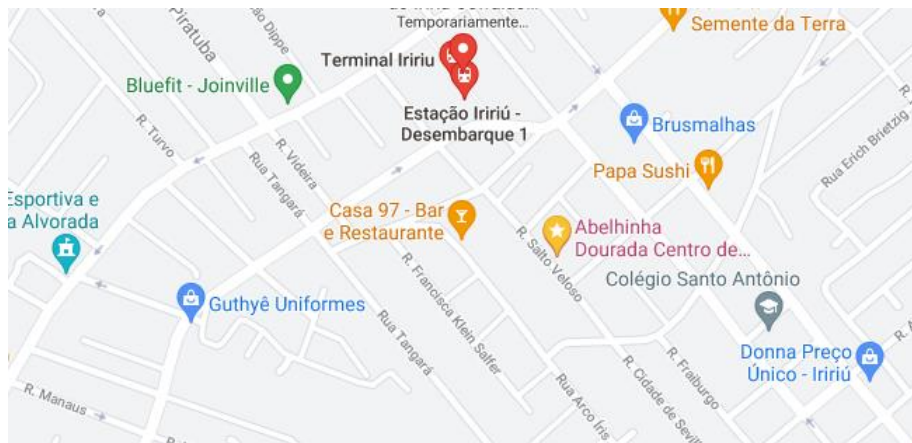 Temporariamente...
Semente da Terra
Piratuba
Dippe
Terminal Iririu
Bluefit - Joinville
Estação Iririú -
Desembarque 1
R. Turvo
R. Videira
Rua Tangará
Brusmalhas
Papa Sushi
Rua Erich Brietzig
Esportiva e
a Alvorada
Casa 97 - Bar
e Restaurante
R. Salto Veloso
Abelhinha
Dourada Centro de...
Colégio Santo Antônio
Guthyê Uniformes
R. Francisca Klein Salfer
Rua Tangará
R. Manaus
Rua Arco Íris
R. Cidade de Sevil
R. Fraiburgo
Donna Preço
Único - Iririú